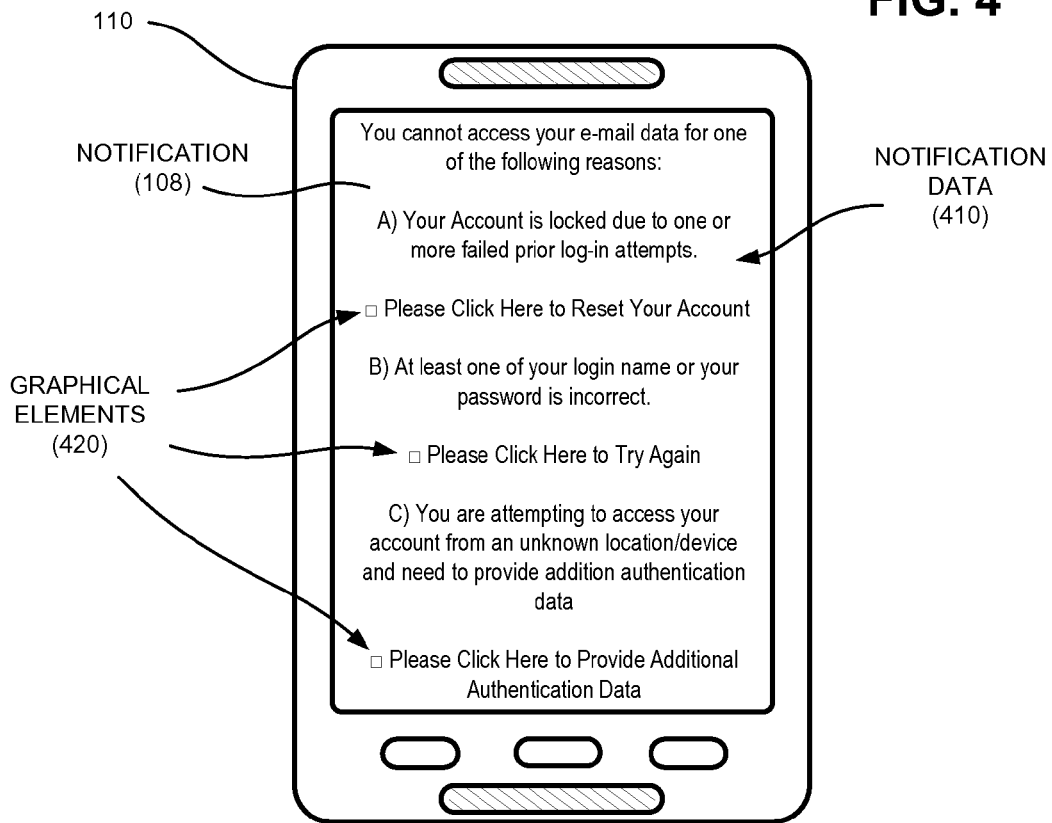 FIG. 4
110
NOTIFICATION
(108)
NOTIFICATION
DATA
(410)
GRAPHICAL
ELEMENTS
(420)
You cannot access your e-mail data for one
of the following reasons:
A) Your Account is locked due to one or
more failed prior log-in attempts.
□ Please Click Here to Reset Your Account
B) At least one of your login name or your
password is incorrect.
□ Please Click Here to Try Again
C) You are attempting to access your
account from an unknown location/device
and need to provide addition authentication
data
□ Please Click Here to Provide Additional
Authentication Data